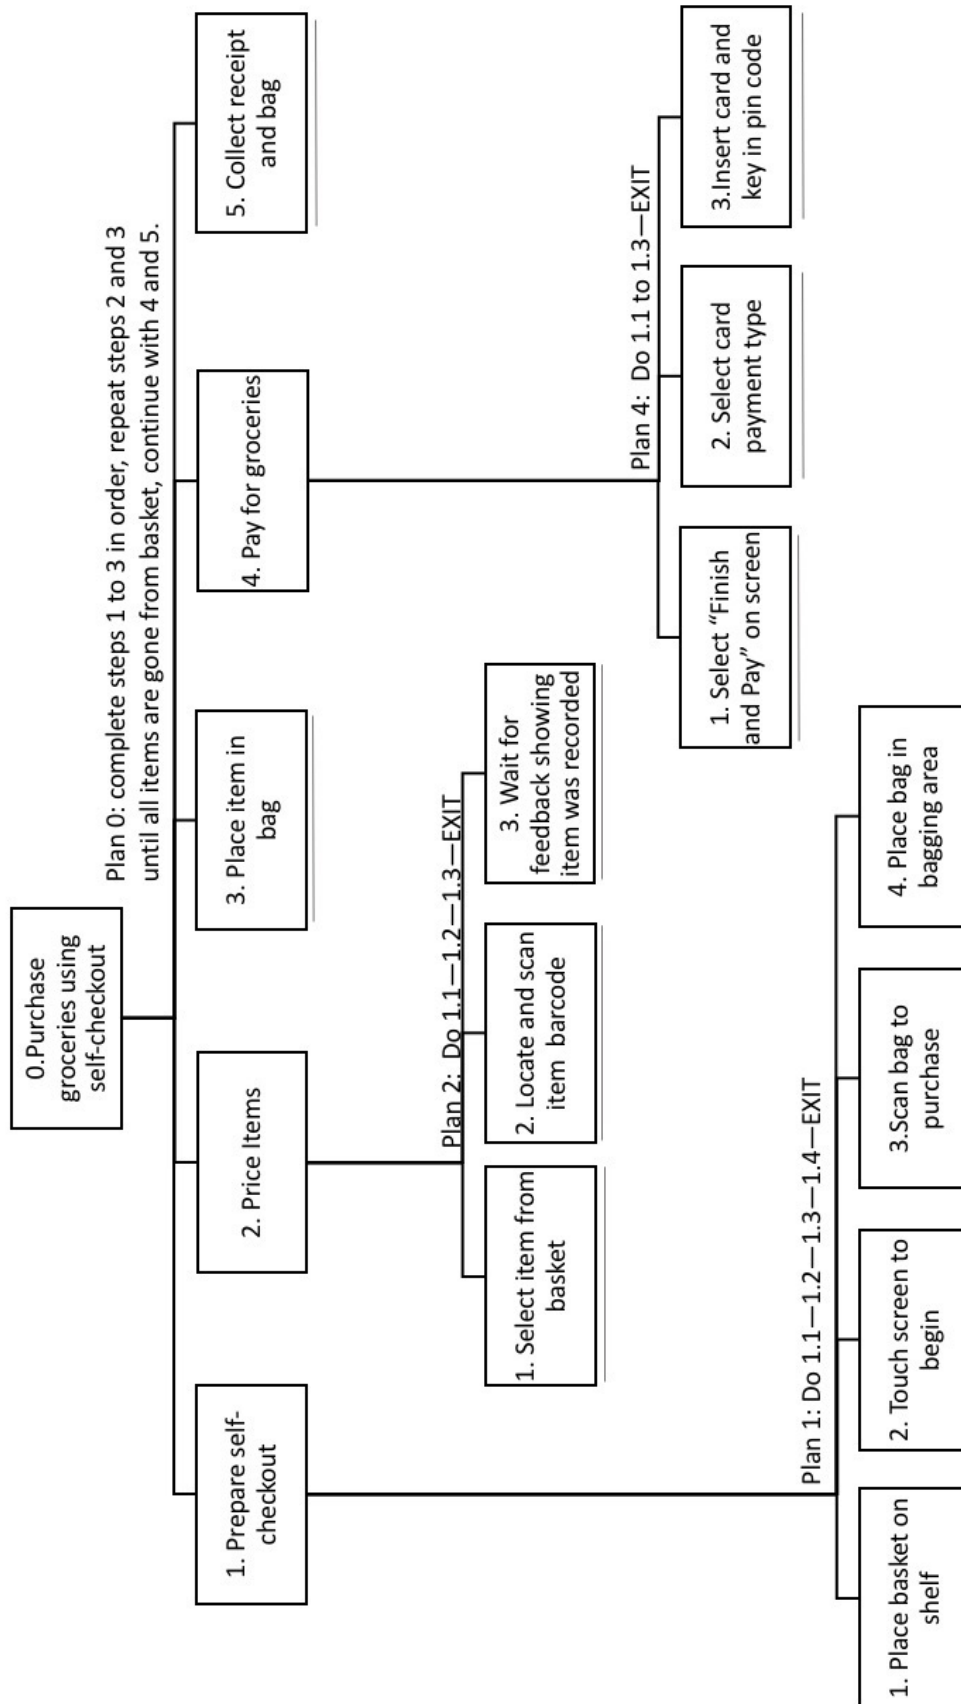 0.Purchase
groceries using
self-checkout
Plan 0: complete steps 1 to 3 in order, repeat steps 2 and 3
until all items are gone from basket, continue with 4 and 5.
1. Prepare self-
checkout
2. Price Items
3. Place item in
bag
4. Pay for groceries
5. Collect receipt
and bag
Plan 2: Do 1.1—1.2—1.3—EXIT
1. Select item from
basket
2. Locate and scan
item barcode
3. Wait for
feedback showing
item was recorded
Plan 4: Do 1.1 to 1.3—EXIT
1. Select “Finish
and Pay” on screen
2. Select card
payment type
3.Insert card and
key in pin code
Plan 1: Do 1.1—1.2—1.3—1.4—EXIT
1. Place basket on
shelf
2. Touch screen to
begin
3.Scan bag to
purchase
4. Place bag in
bagging area